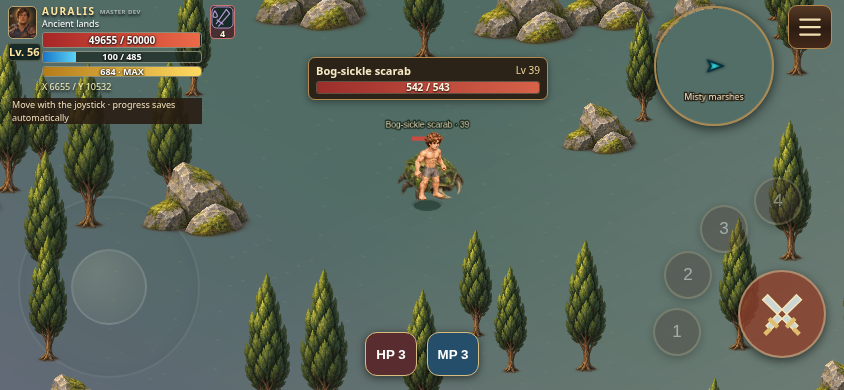 AURALIS MASTER DEV
Ancient lands
49655 / 50000
Lv. 56
100 / 485
684 · MAX
X 6655 / Y 10532
Move with the joystick · progress saves
automatically
4
Bog-sickle scarab Lv 39
542 / 543
Bog-sickle scarab · 39
Misty marshes
4
3
2
1
HP 3
MP 3